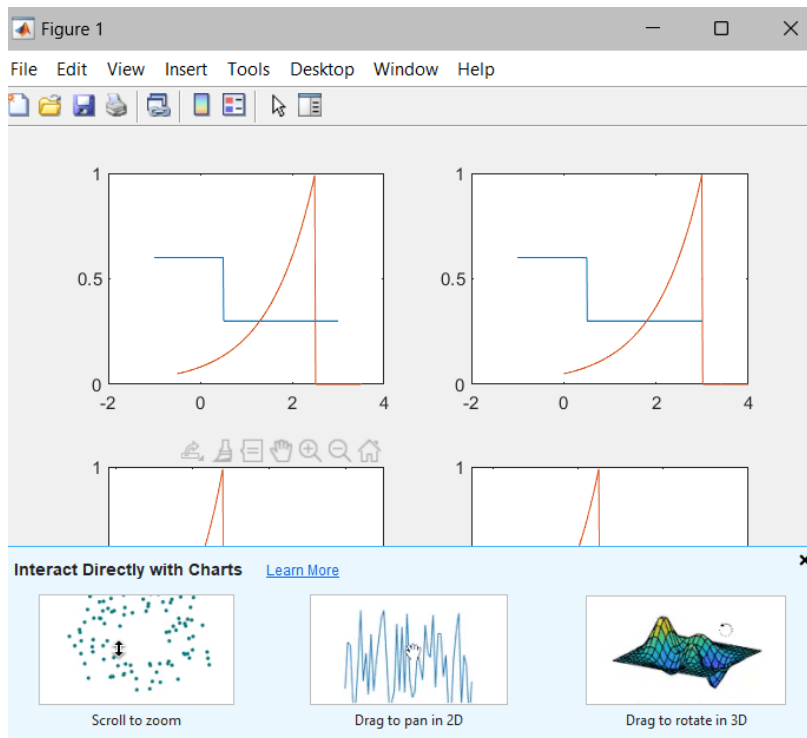 Figure 1
File Edit View Insert Tools Desktop Window Help
1 1
0.5 0.5
0 0
-2 0 2 4 -2 0 2 4
1 1
Interact Directly with Charts Learn More
Scroll to zoom Drag to pan in 2D Drag to rotate in 3D